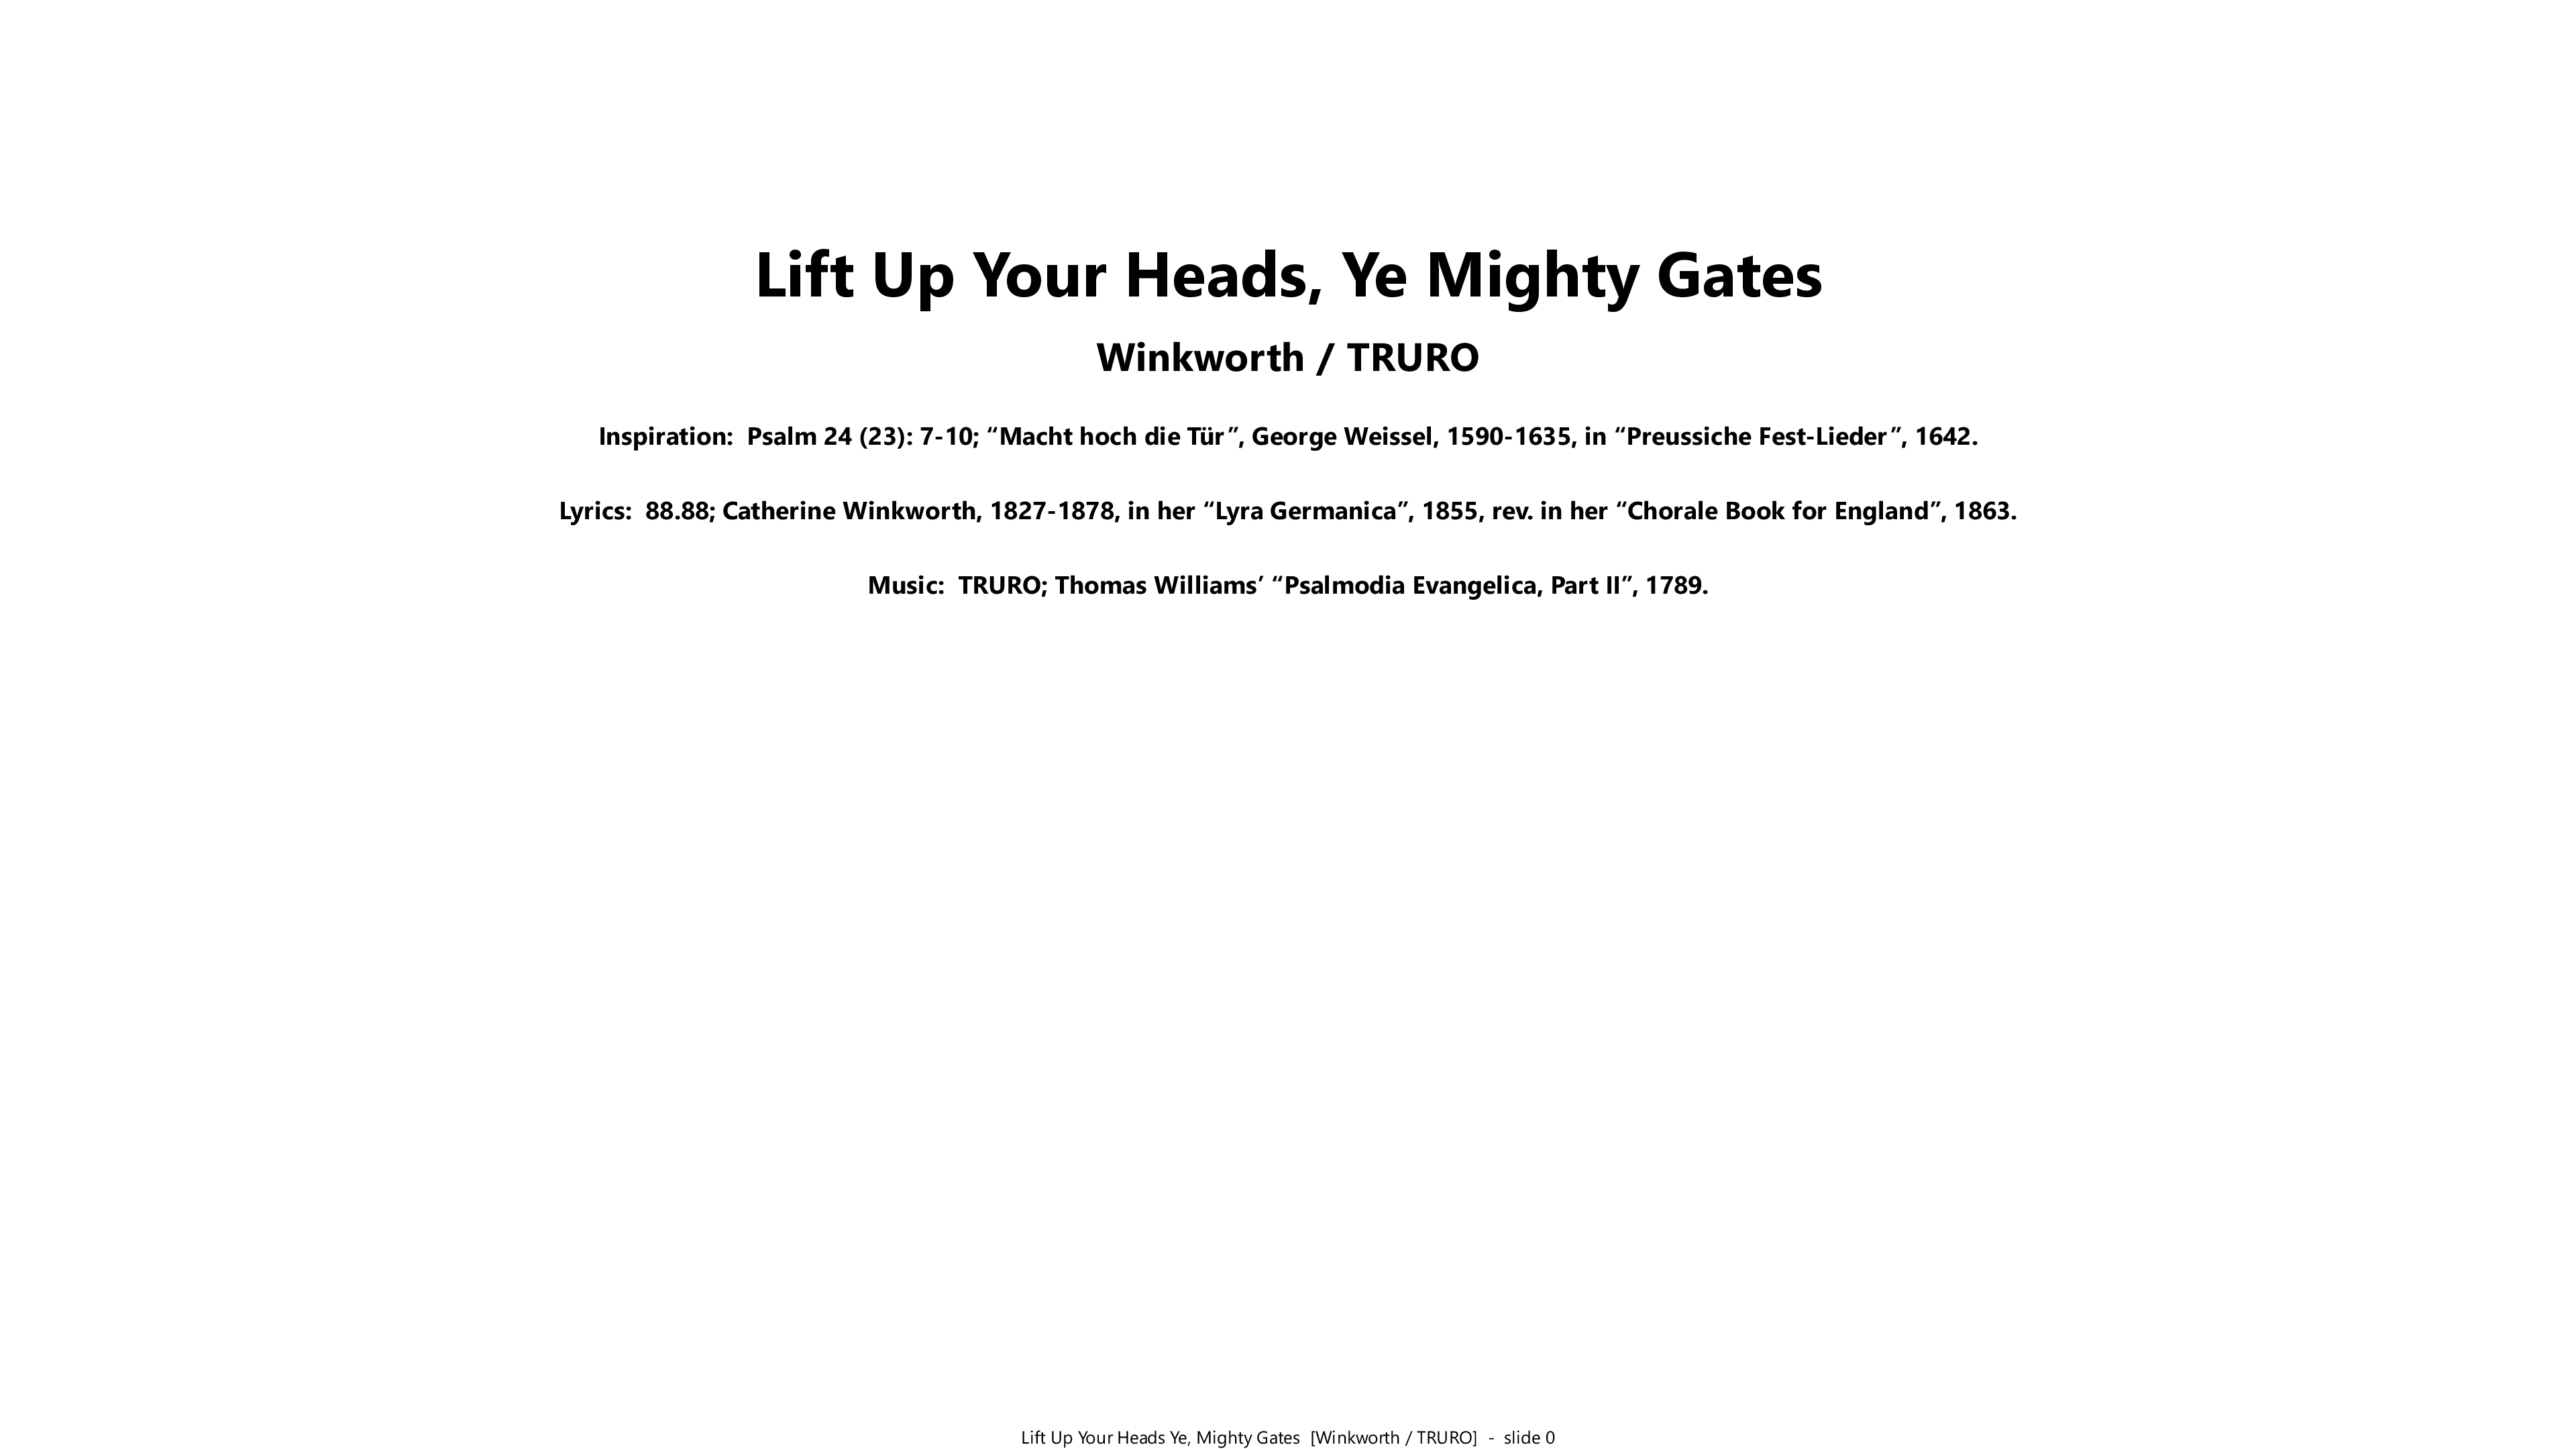 Lift Up Your Heads, Ye Mighty Gates
Winkworth / TRURO
Inspiration:  Psalm 24 (23): 7-10; “Macht hoch die Tür”, George Weissel, 1590-1635, in “Preussiche Fest-Lieder”, 1642.
Lyrics:  88.88; Catherine Winkworth, 1827-1878, in her “Lyra Germanica”, 1855, rev. in her “Chorale Book for England”, 1863.
Music:  TRURO; Thomas Williams’ “Psalmodia Evangelica, Part II”, 1789.
Lift Up Your Heads Ye, Mighty Gates  [Winkworth / TRURO]  -  slide 0